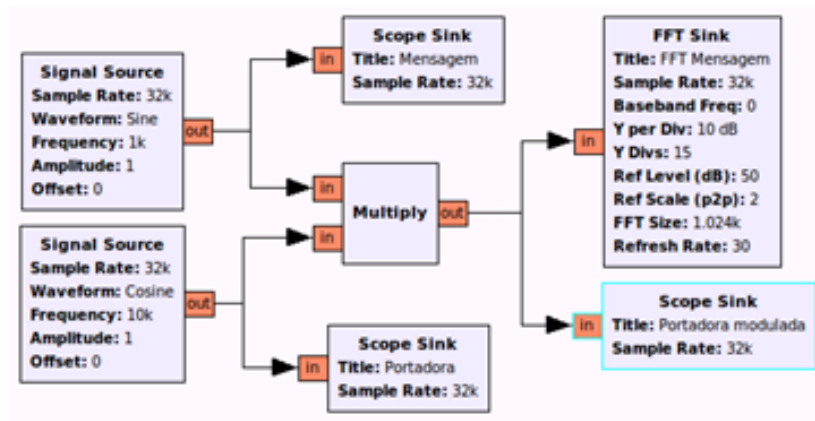 Signal Source
Sample Rate: 32k
Waveform: Sine
Frequency: 1k
Amplitude: 1
Offset: 0
out
in
Scope Sink
Title: Mensagem
Sample Rate: 32k
Signal Source
Sample Rate: 32k
Waveform: Cosine
Frequency: 10k
Amplitude: 1
Offset: 0
out
in
in
Multiply
out
in
Scope Sink
Title: Portadora
Sample Rate: 32k
in
FFT Sink
Title: FFT Mensagem
Sample Rate: 32k
Baseband Freq: 0
Y per Div: 10 dB
Y Divs: 15
Ref Level (dB): 50
Ref Scale (p2p): 2
FFT Size: 1.024k
Refresh Rate: 30
in
Scope Sink
Title: Portadora modulada
Sample Rate: 32k